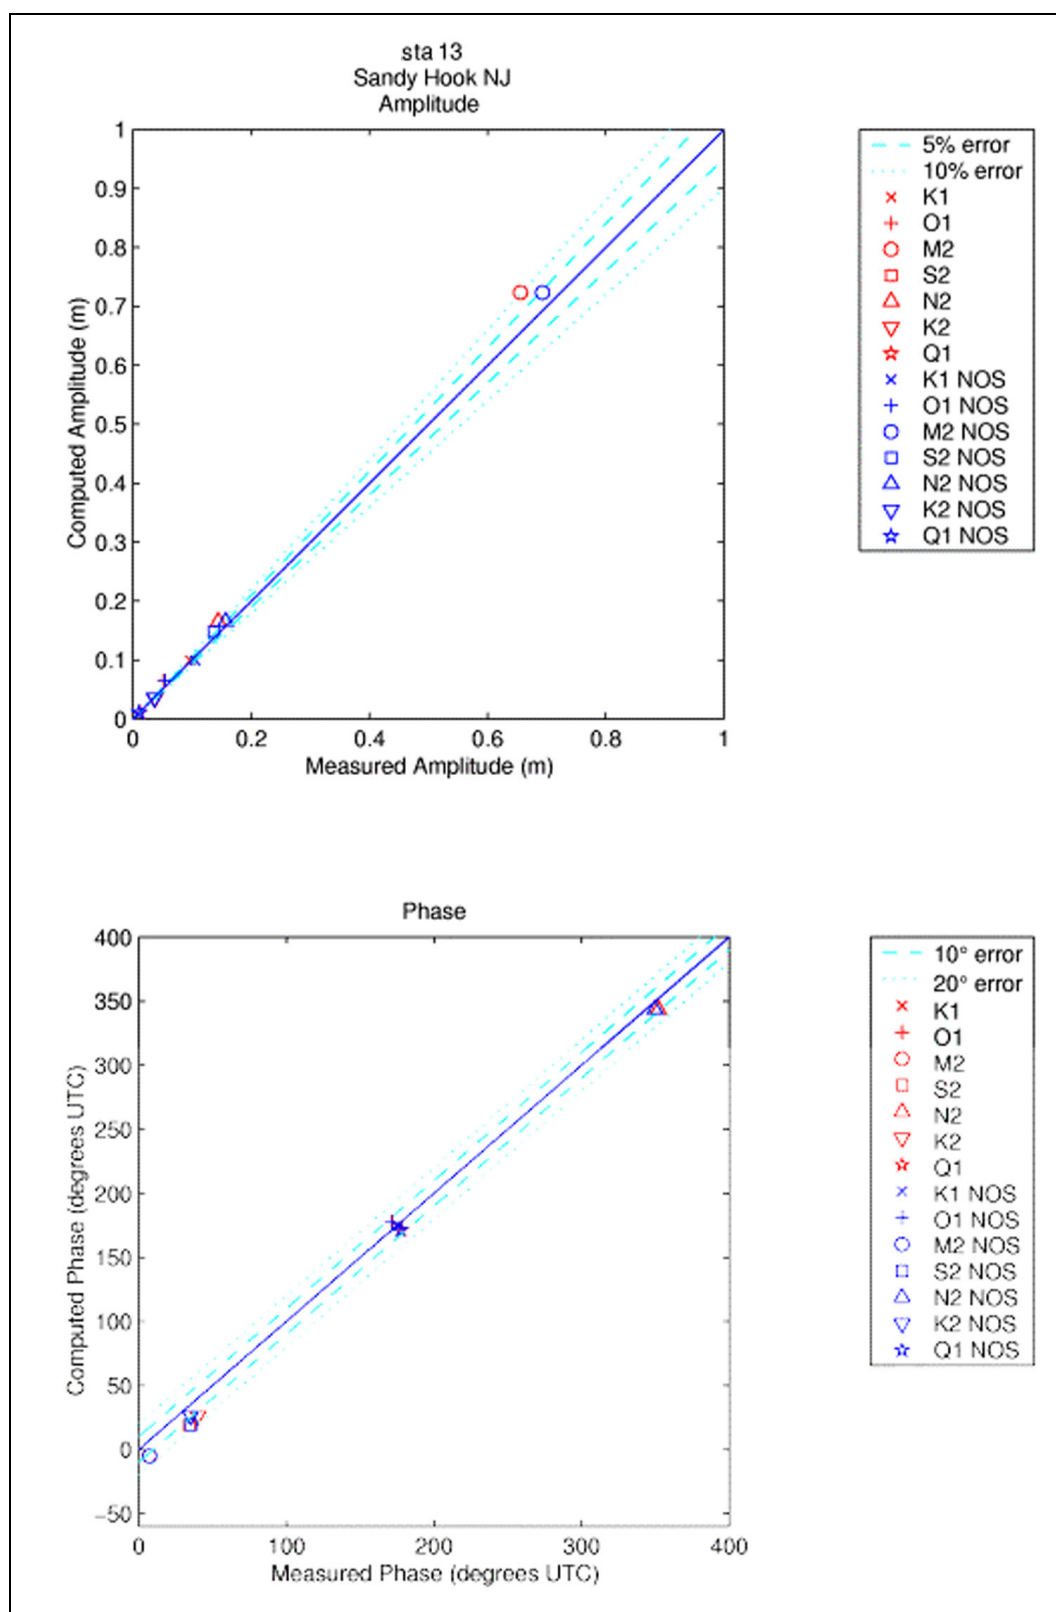 sta 13
Sandy Hook NJ
Amplitude
1
0.9
0.8
0.7
0.6
0.5
0.4
0.3
0.2
0.1
0
Computed Amplitude (m)
0 0.2 0.4 0.6 0.8 1
Measured Amplitude (m)
5% error
10% error
K1
O1
M2
S2
N2
K2
Q1
K1 NOS
O1 NOS
M2 NOS
S2 NOS
N2 NOS
K2 NOS
Q1 NOS
Phase
400
350
300
250
200
150
100
50
0
−50
Computed Phase (degrees UTC)
0 100 200 300 400
Measured Phase (degrees UTC)
10° error
20° error
K1
O1
M2
S2
N2
K2
Q1
K1 NOS
O1 NOS
M2 NOS
S2 NOS
N2 NOS
K2 NOS
Q1 NOS